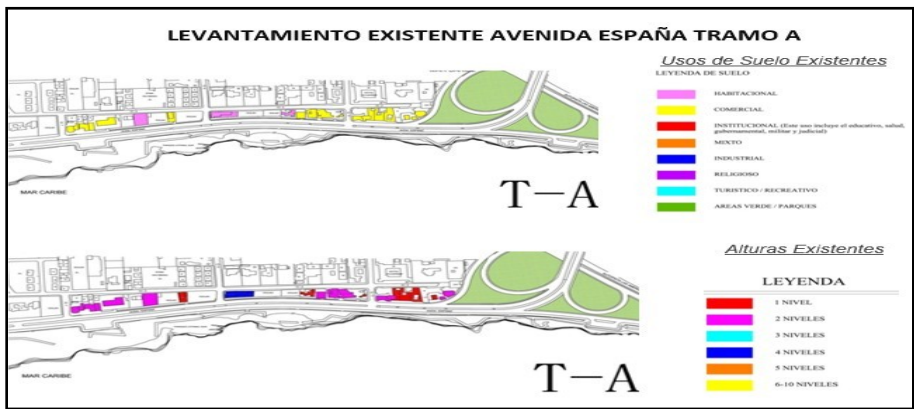 LEVANTAMIENTO EXISTENTE AVENIDA ESPAÑA TRAMO A
Usos de Suelo Existentes
LEYENDA DE SUELO
HABITACIONAL
COMERCIAL
INSTITUCIONAL (Este uso incluye el educativo, salud,
gubernamental, militar y judicial)
MIXTO
INDUSTRIAL
RELIGIOSO
TURISTICO / RECREATIVO
AREAS VERDE / PARQUES
MAR CARIBE
T-A
Alturas Existentes
LEYENDA
1 NIVEL
2 NIVELES
3 NIVELES
4 NIVELES
5 NIVELES
6-10 NIVELES
MAR CARIBE
T-A